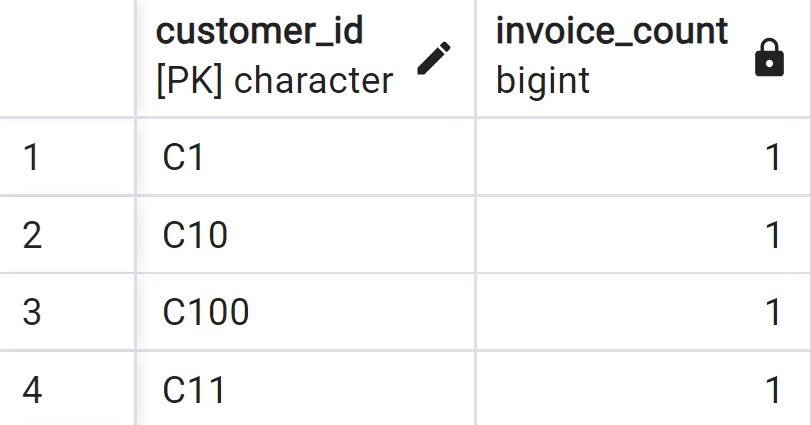 customer_id invoice_count
[PK] character bigint
1 C1 1
2 C10 1
3 C100 1
4 C11 1